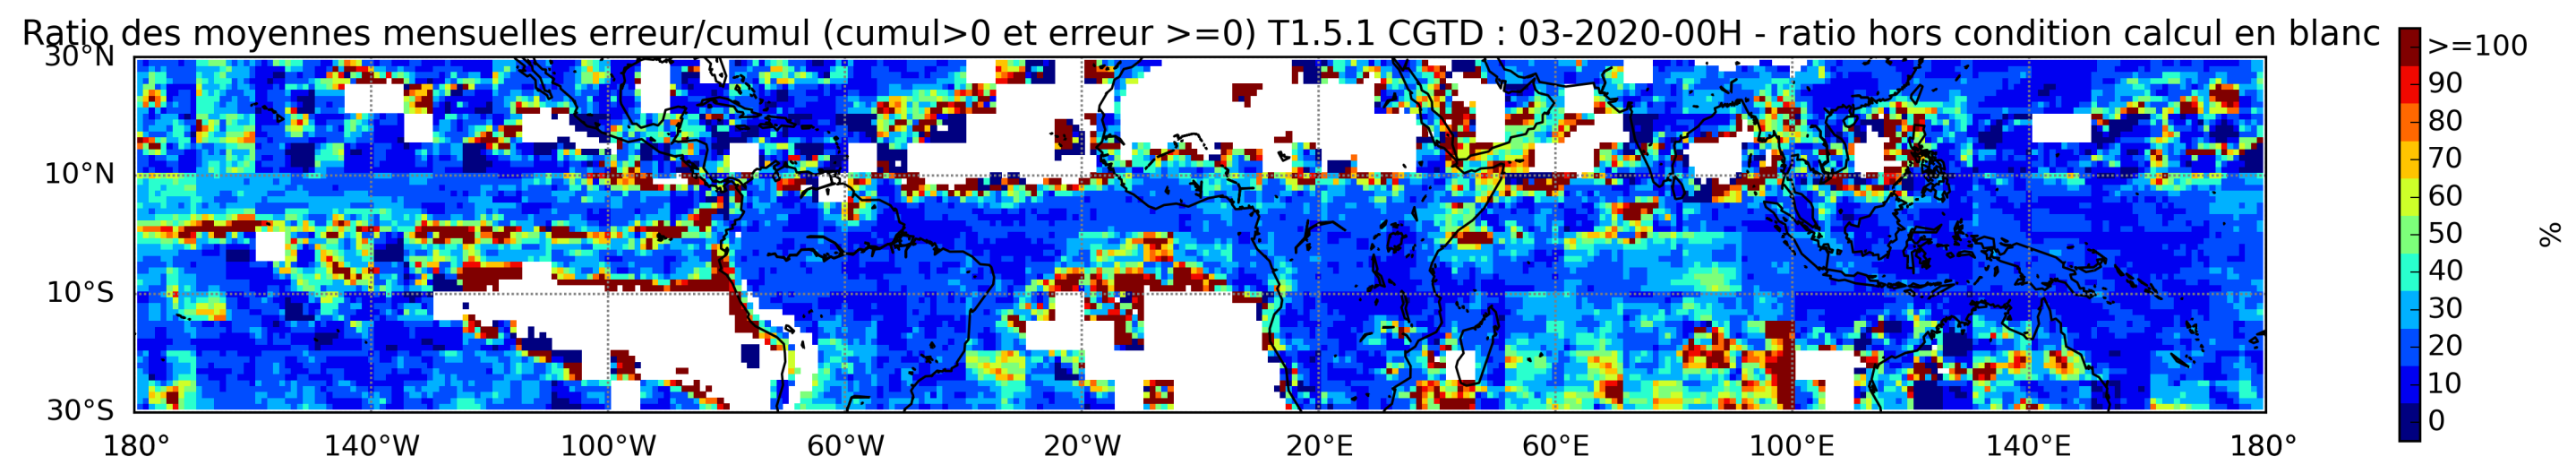 Ratio des moyennes mensuelles erreur/cumul (cumul>0 et erreur >=0) T1.5.1 CGTD : 03-2020-00H - ratio hors condition calcul en blanc
30°N
10°N
10°S
30°S
180° 140°W 100°W 60°W 20°W 20°E 60°E 100°E 140°E 180°
>=100
90
80
70
60
50
40
30
20
10
0
%